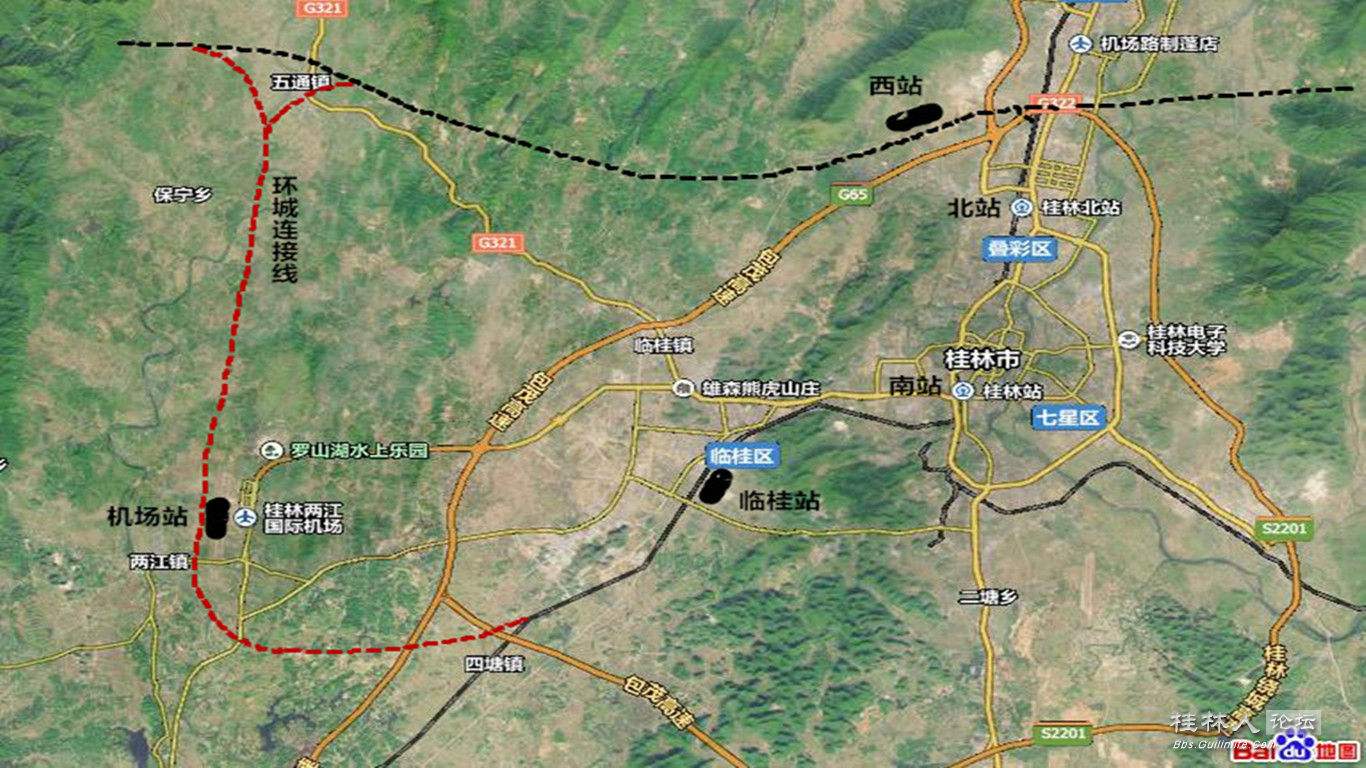 G321
机场路制蓬店
五通镇
西站
G322
保宁乡
环城连接线
G65
北站
桂林北站
G321
叠彩区
包茂高速
桂林电子
科技大学
临桂镇
桂林市
雄森熊虎山庄
南站
桂林站
包茂高速
七星区
罗山湖水上乐园
临桂区
机场站
桂林两江
国际机场
临桂站
S2201
两江镇
二塘乡
四塘镇
包茂高速
桂林绕城
桂林人论坛
S2201
Bbs.Guilinlife.Com
Bai du 地图